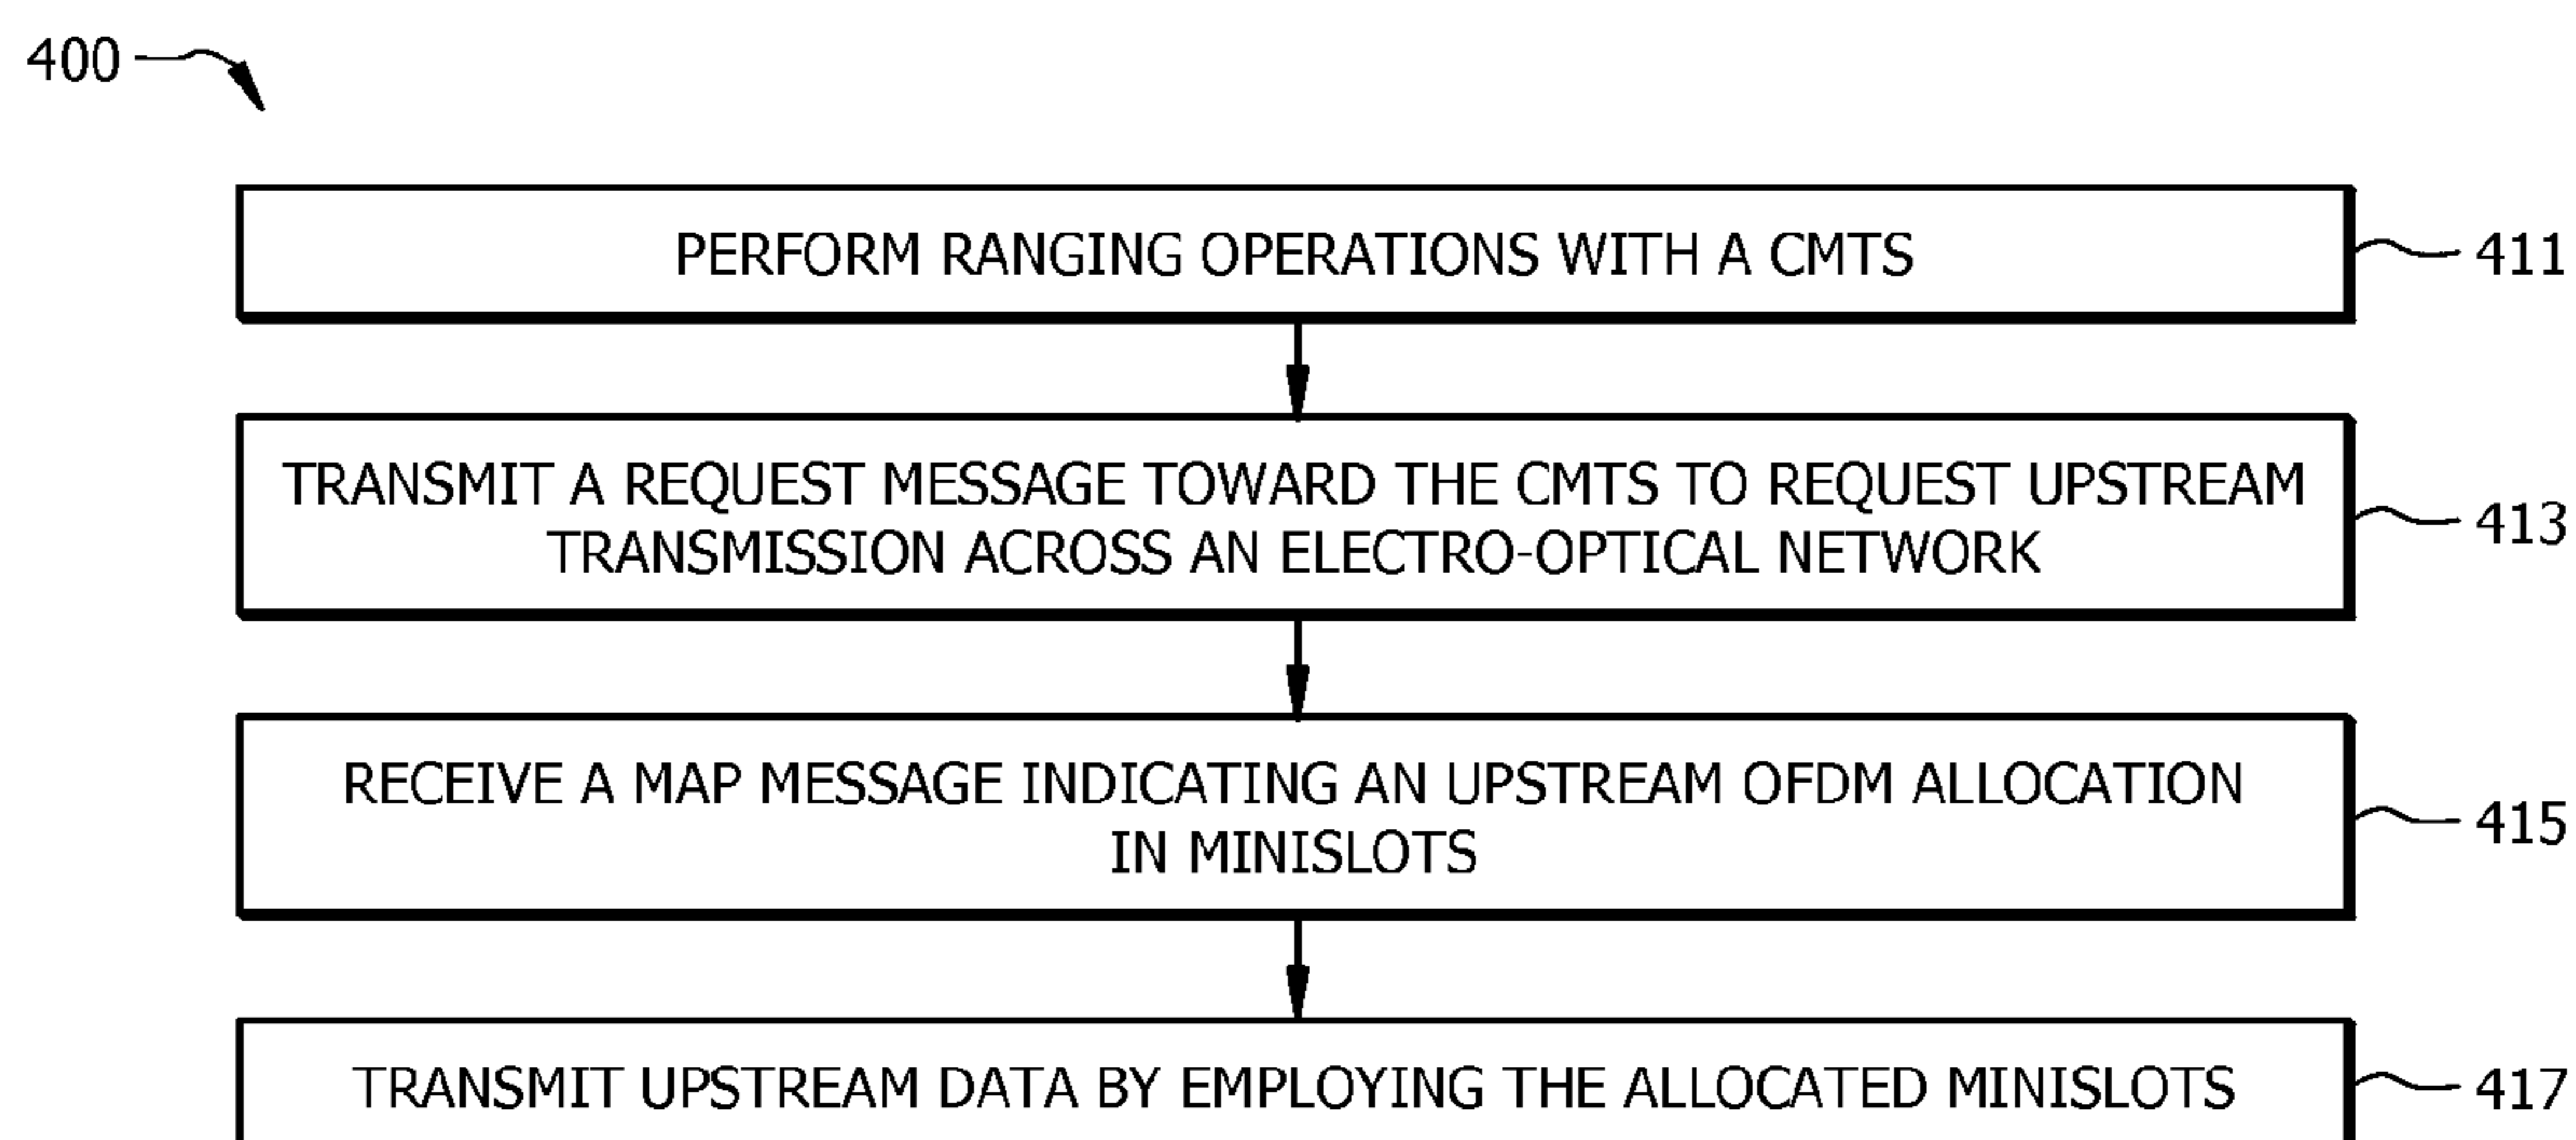 400
PERFORM RANGING OPERATIONS WITH A CMTS
411
TRANSMIT A REQUEST MESSAGE TOWARD THE CMTS TO REQUEST UPSTREAM
TRANSMISSION ACROSS AN ELECTRO-OPTICAL NETWORK
413
RECEIVE A MAP MESSAGE INDICATING AN UPSTREAM OFDM ALLOCATION
IN MINISLOTS
415
TRANSMIT UPSTREAM DATA BY EMPLOYING THE ALLOCATED MINISLOTS
417